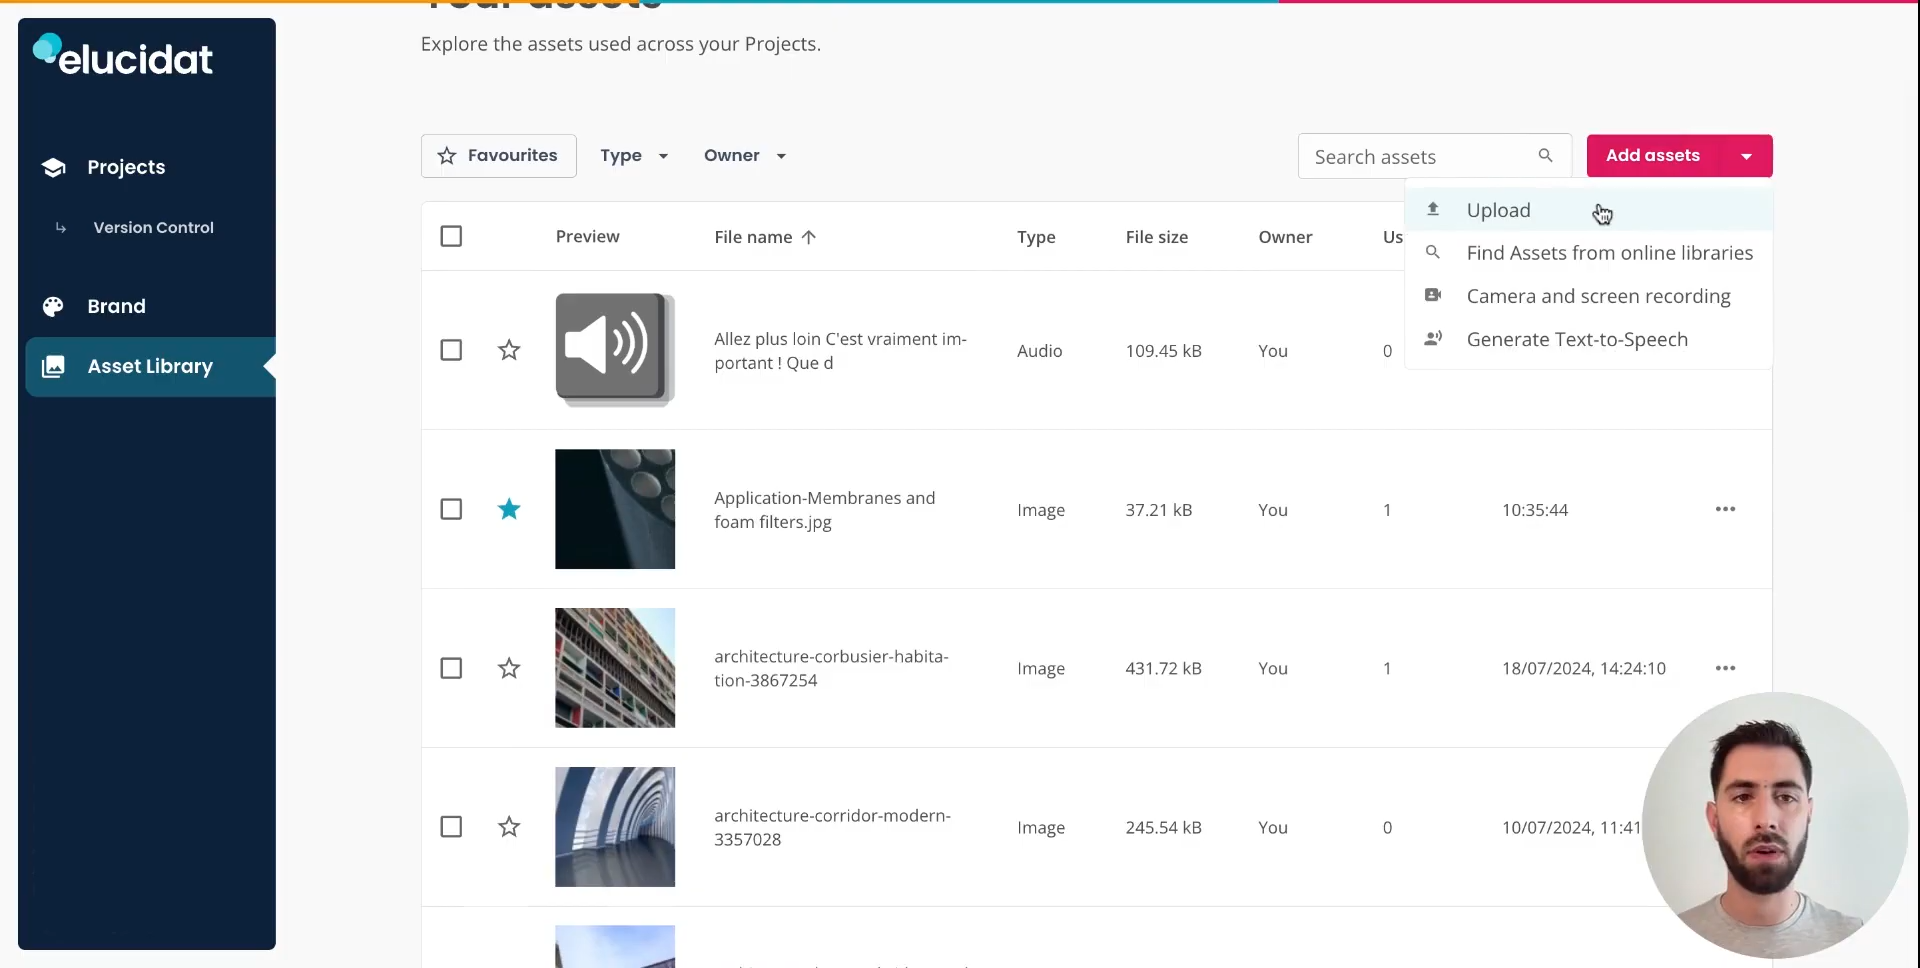 Your assets
Explore the assets used across your Projects.
elucidat
Projects
Version Control
Brand
Asset Library
Favourites
Type
Owner
Search assets
Add assets
Upload
Find Assets from online libraries
Camera and screen recording
Generate Text-to-Speech
Preview
File name
Type
File size
Owner
Us
Allez plus loin C'est vraiment im-
portant ! Que d
Audio
109.45 kB
You
0
Application-Membranes and
foam filters.jpg
Image
37.21 kB
You
1
10:35:44
architecture-corbusier-habita-
tion-3867254
Image
431.72 kB
You
1
18/07/2024, 14:24:10
architecture-corridor-modern-
3357028
Image
245.54 kB
You
0
10/07/2024, 11:41